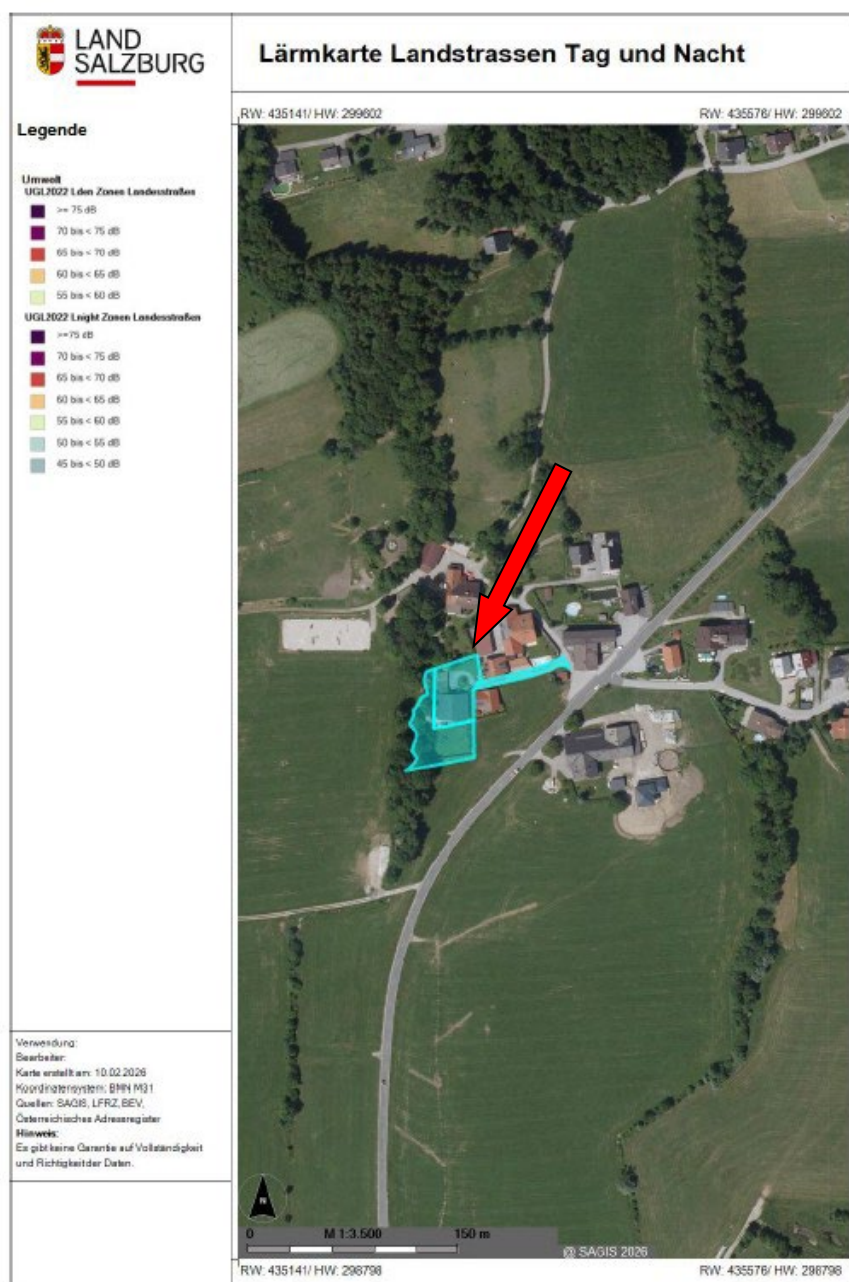 LAND
SALZBURG
Lärmkarte Landstrassen Tag und Nacht
RW: 435141/ HW: 299602
RW: 435576/ HW: 299602
Legende
Umwelt
UGL2022 Lden Zonen Landesstraßen
>= 75 dB
70 bis < 75 dB
65 bis < 70 dB
60 bis < 65 dB
55 bis < 60 dB
UGL2022 Lnight Zonen Landesstraßen
>=75 dB
70 bis < 75 dB
65 bis < 70 dB
60 bis < 65 dB
55 bis < 60 dB
50 bis < 55 dB
45 bis < 50 dB
Verwendung:
Bearbeiter:
Karte erstellt am: 10.02.2026
Koordinatensystem: BMN M31
Quellen: SAGIS, LFRZ, BEV,
Österreichisches Adressregister
Hinweis:
Es gibt keine Garantie auf Vollständigkeit
und Richtigkeit der Daten.
N
0 M 1:3.500 150 m
@ SAGIS 2026
RW: 435141/ HW: 298798
RW: 435576/ HW: 298798